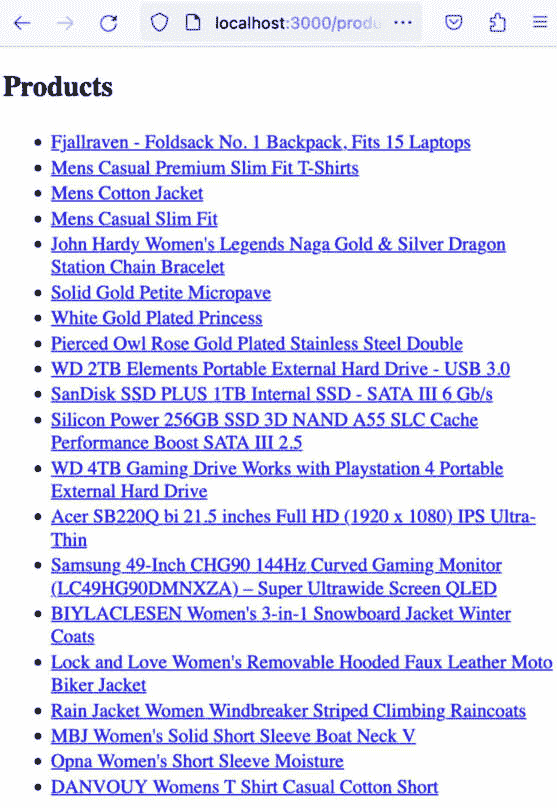 localhost:3000/produ
Products
Fjallraven - Foldsack No. 1 Backpack, Fits 15 Laptops
Mens Casual Premium Slim Fit T-Shirts
Mens Cotton Jacket
Mens Casual Slim Fit
John Hardy Women's Legends Naga Gold & Silver Dragon
Station Chain Bracelet
Solid Gold Petite Micropave
White Gold Plated Princess
Pierced Owl Rose Gold Plated Stainless Steel Double
WD 2TB Elements Portable External Hard Drive - USB 3.0
SanDisk SSD PLUS 1TB Internal SSD - SATA III 6 Gb/s
Silicon Power 256GB SSD 3D NAND A55 SLC Cache
Performance Boost SATA III 2.5
WD 4TB Gaming Drive Works with Playstation 4 Portable
External Hard Drive
Acer SB220Q bi 21.5 inches Full HD (1920 x 1080) IPS Ultra-
Thin
Samsung 49-Inch CHG90 144Hz Curved Gaming Monitor
(LC49HG90DMNXZA) – Super Ultrawide Screen QLED
BIYLACLESEN Women's 3-in-1 Snowboard Jacket Winter
Coats
Lock and Love Women's Removable Hooded Faux Leather Moto
Biker Jacket
Rain Jacket Women Windbreaker Striped Climbing Raincoats
MBJ Women's Solid Short Sleeve Boat Neck V
Opna Women's Short Sleeve Moisture
DANVOUY Womens T Shirt Casual Cotton Short